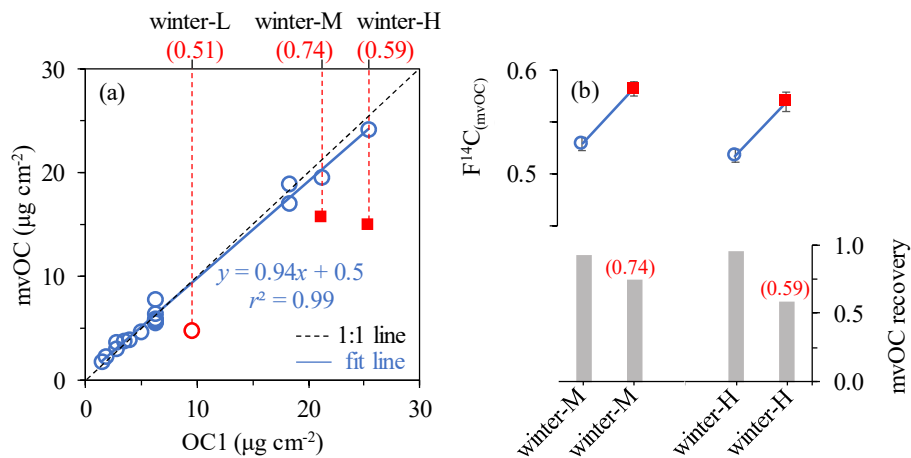 winter-L winter-M winter-H
(0.51) (0.74) (0.59)
(a)
30
20
10
0
mvOC (µg cm⁻²)
y = 0.94x + 0.5
r² = 0.99
1:1 line
fit line
0 10 20 30
OC1 (µg cm⁻²)
(b)
0.6
0.5
F¹⁴C(mvOC)
(0.74)
(0.59)
1.0
0.5
0.0
mvOC recovery
winter-M winter-M winter-H winter-H